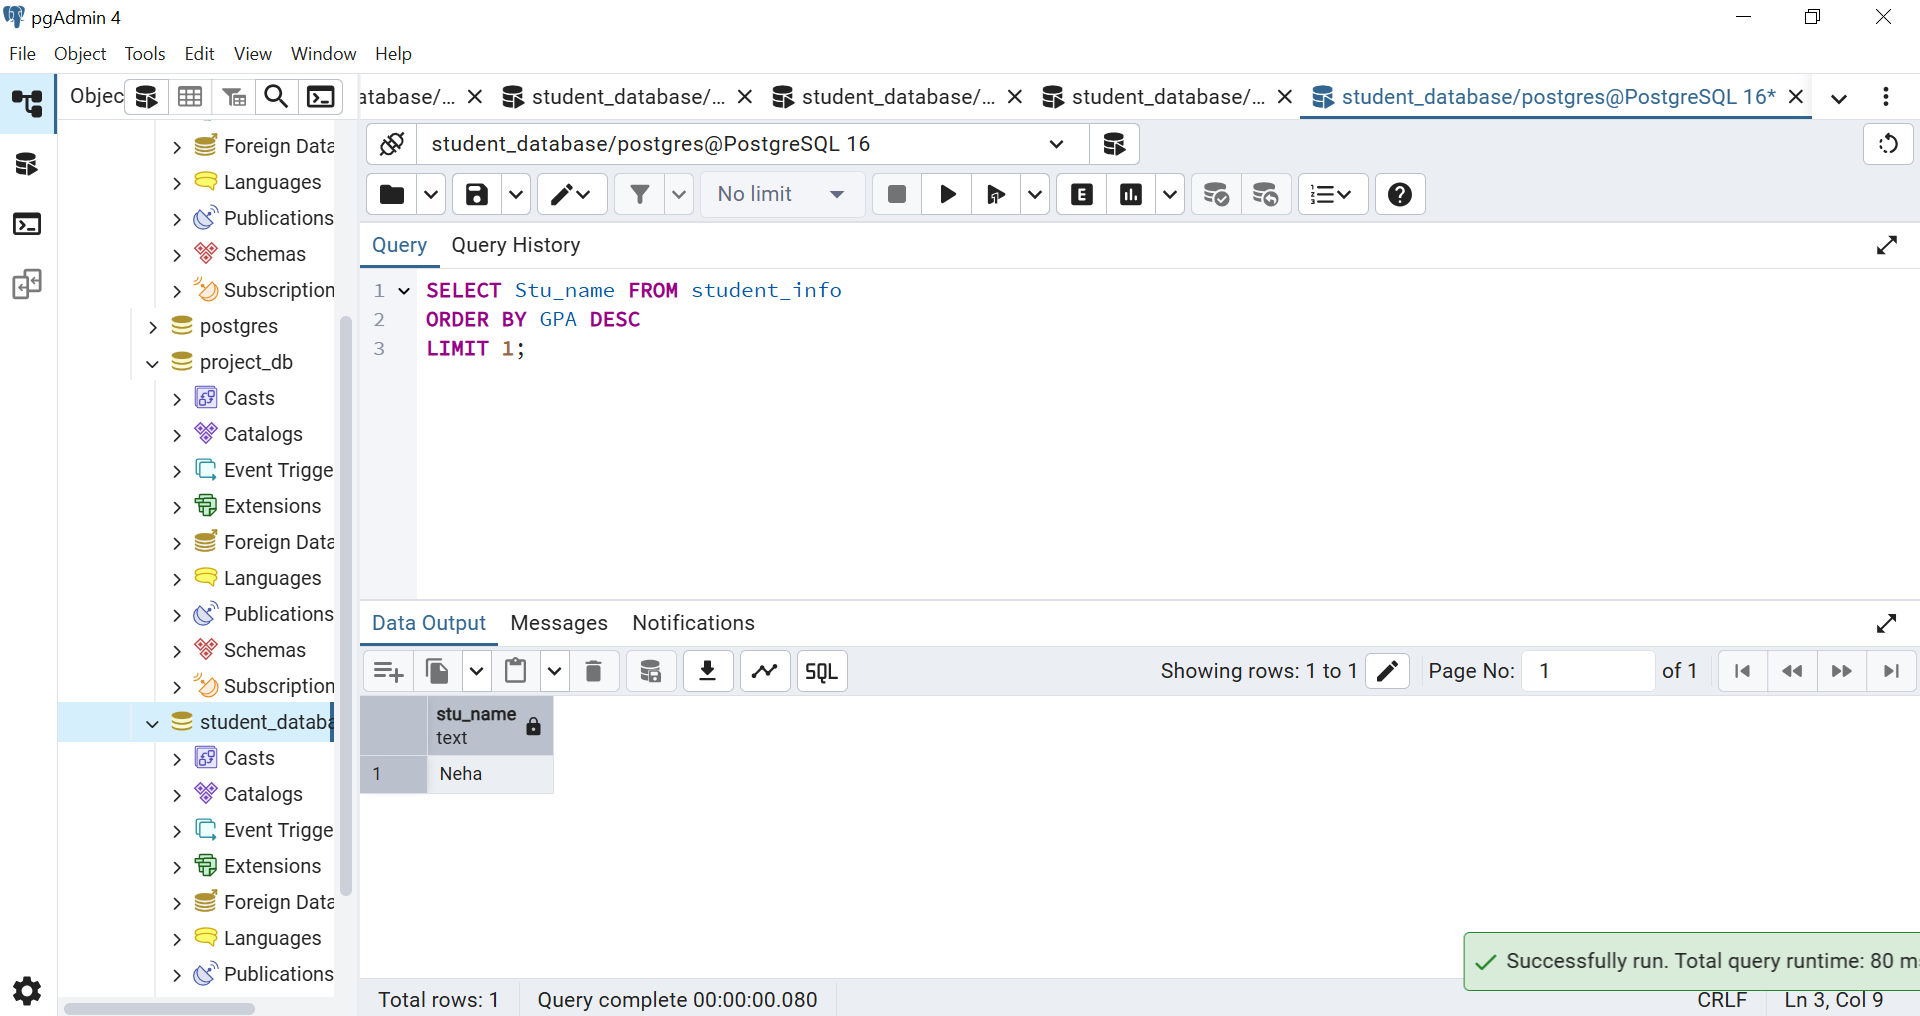 pgAdmin 4
File Object Tools Edit View Window Help
Objec
atabase/...
student_database/...
student_database/...
student_database/...
student_database/postgres@PostgreSQL 16*
student_database/postgres@PostgreSQL 16
No limit
Query Query History
1 SELECT Stu_name FROM student_info
2 ORDER BY GPA DESC
3 LIMIT 1;
Foreign Data
Languages
Publications
Schemas
Subscription
postgres
project_db
Casts
Catalogs
Event Trigge
Extensions
Foreign Data
Languages
Publications
Schemas
Subscription
student_databa
Casts
Catalogs
Event Trigge
Extensions
Foreign Data
Languages
Publications
Data Output Messages Notifications
SQL
Showing rows: 1 to 1
Page No: 1 of 1
stu_name
text
1 Neha
Successfully run. Total query runtime: 80 ms
Total rows: 1
Query complete 00:00:00.080
CRLF
Ln 3, Col 9